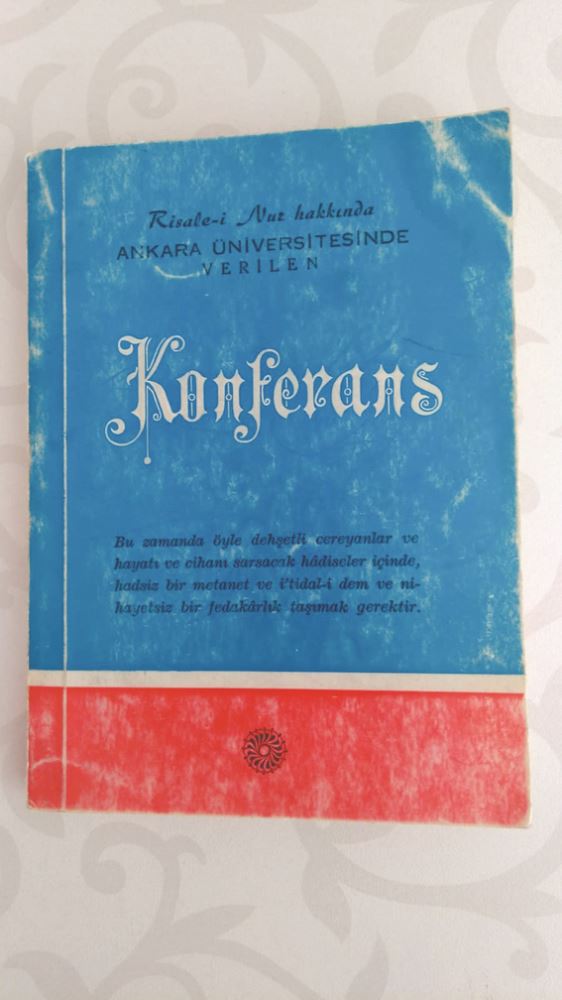 Risale-i Nur hakkında
ANKARA ÜNİVERSİTESİNDE
VERİLEN
Konferans
Bu zamanda öyle dehşetli cereyanlar ve
hayatı ve cihanı sarsacak hâdiseler içinde,
hadsiz bir metanet ve i'tidal-i dem ve ni-
hayetsiz bir fedakârlık taşımak gerektir.